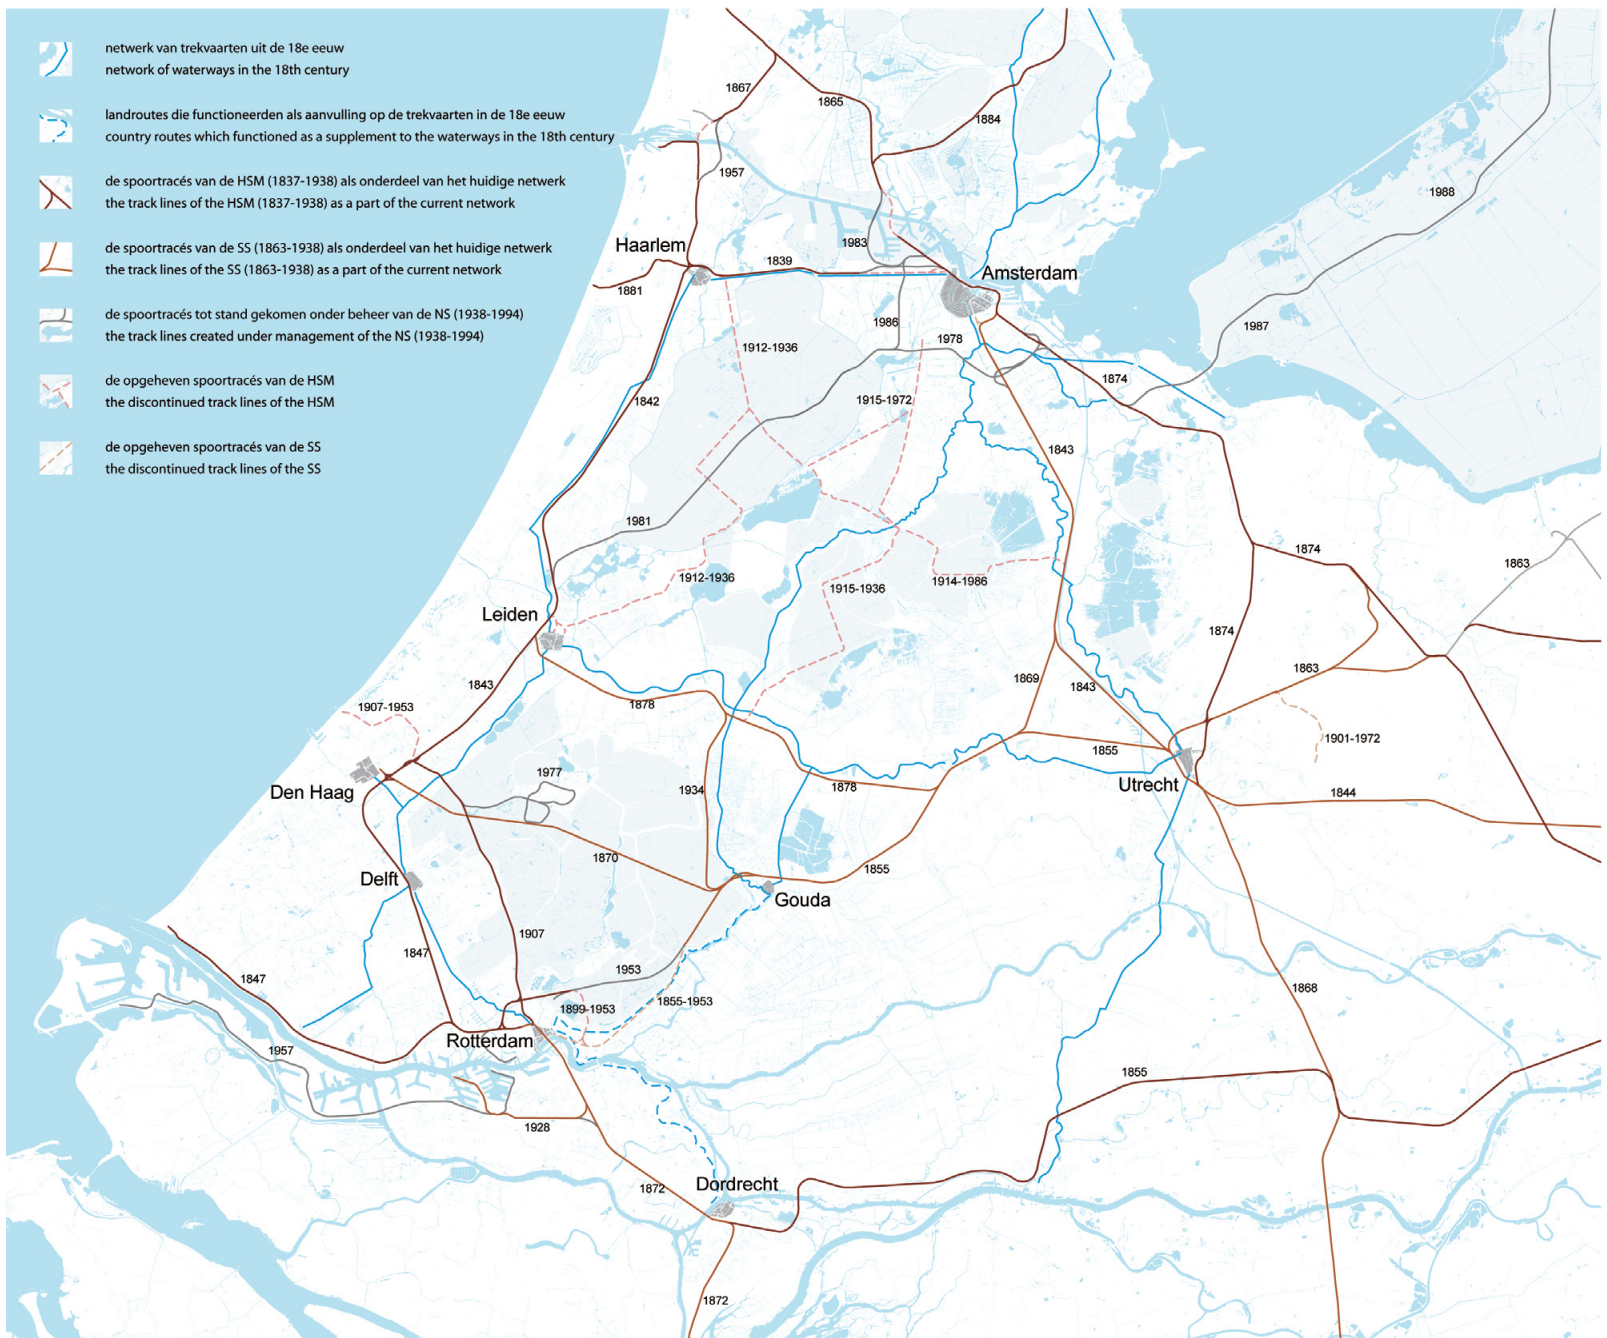 netwerk van trekvaarten uit de 18e eeuw
network of waterways in the 18th century
landroutes die functioneerden als aanvulling op de trekvaarten in de 18e eeuw
country routes which functioned as a supplement to the waterways in the 18th century
de spoortracés van de HSM (1837-1938) als onderdeel van het huidige netwerk
the track lines of the HSM (1837-1938) as a part of the current network
de spoortracés van de SS (1863-1938) als onderdeel van het huidige netwerk
the track lines of the SS (1863-1938) as a part of the current network
de spoortracés tot stand gekomen onder beheer van de NS (1938-1994)
the track lines created under management of the NS (1938-1994)
de opgeheven spoortracés van de HSM
the discontinued track lines of the HSM
de opgeheven spoortracés van de SS
the discontinued track lines of the SS
1867
1865
1884
1957
1988
Haarlem
1983
1839
Amsterdam
1881
1986
1987
1978
1912-1936
1874
1842
1915-1972
1843
1981
1874
1863
1912-1936
1915-1936
1914-1986
Leiden
1874
1863
1843
1869
1843
1878
1907-1953
1901-1972
1855
1977
Den Haag
1934
1878
Utrecht
1844
1870
1855
Delft
Gouda
1907
1847
1953
1847
1868
1855-1953
1899-1953
Rotterdam
1957
1855
1928
Dordrecht
1872
1872